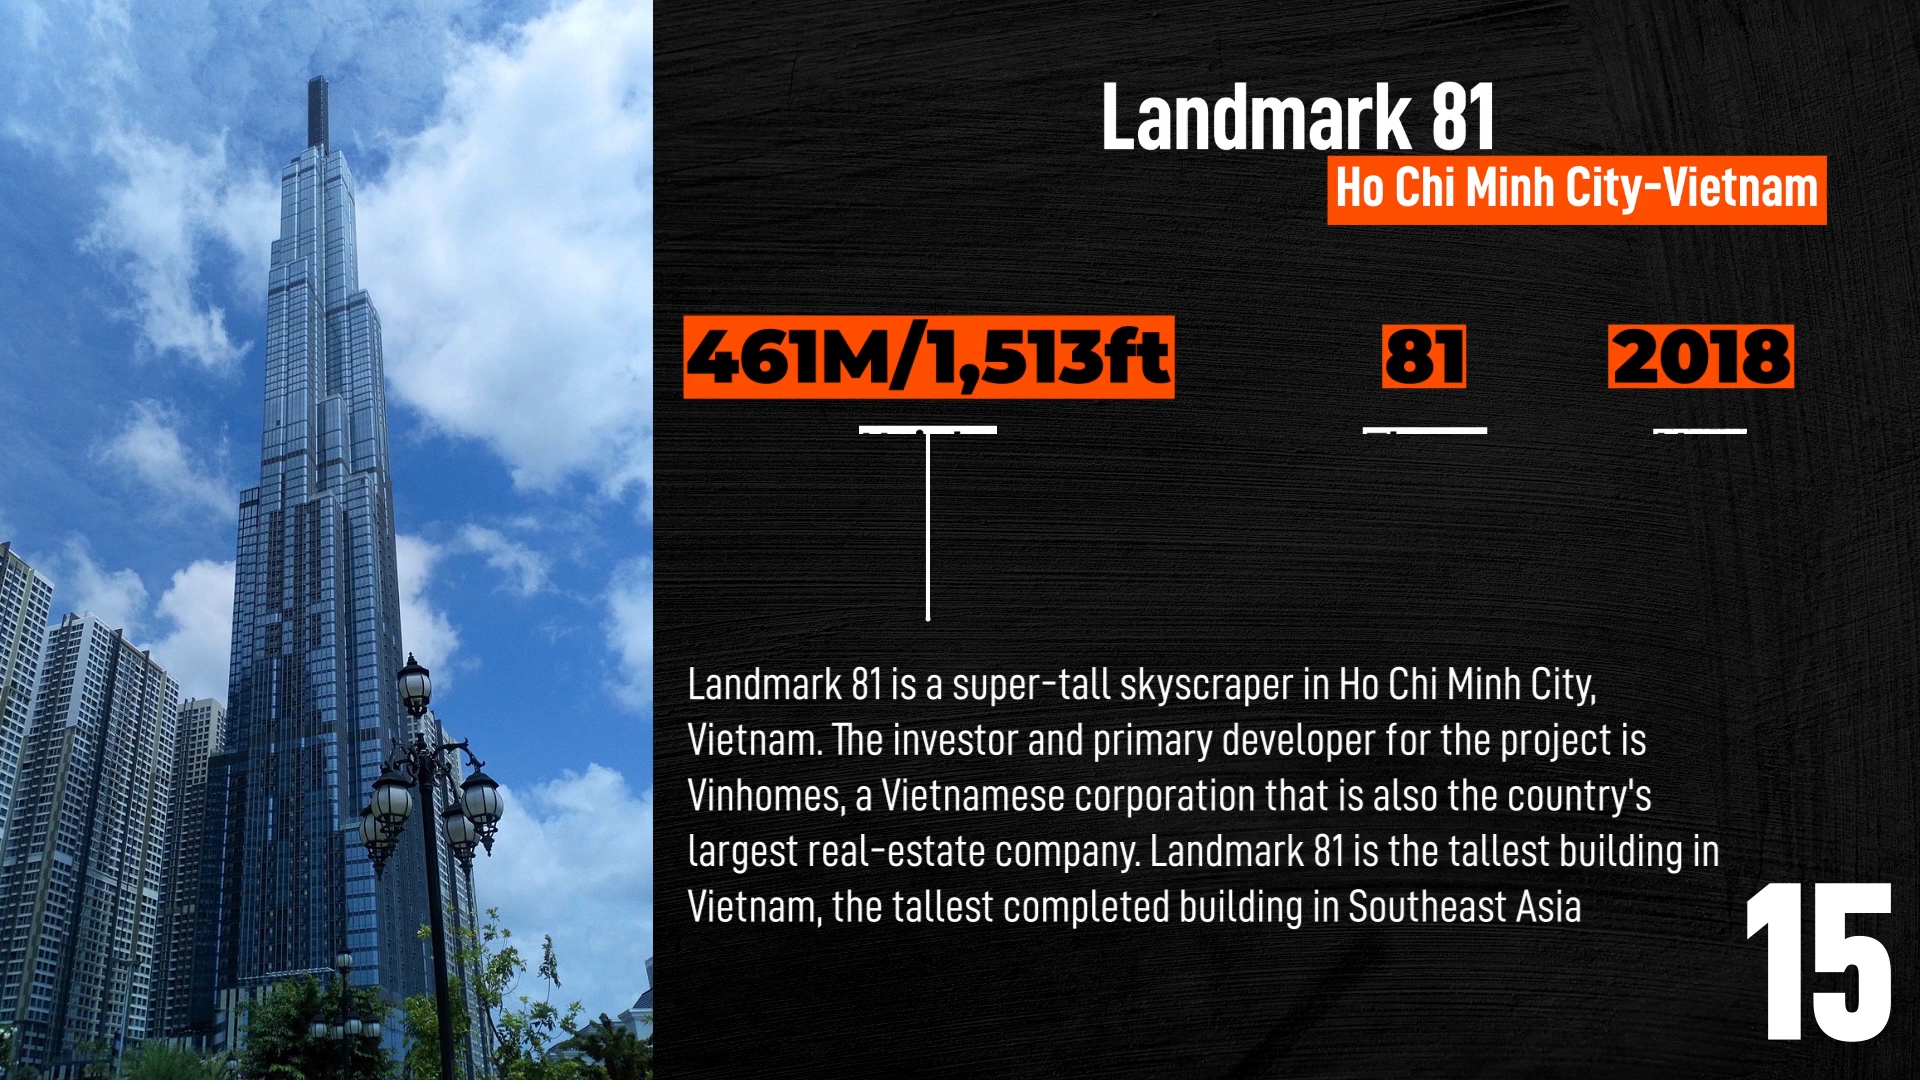 Landmark 81
Ho Chi Minh City-Vietnam
461M/1,513ft
81
2018
Landmark 81 is a super-tall skyscraper in Ho Chi Minh City,
Vietnam. The investor and primary developer for the project is
Vinhomes, a Vietnamese corporation that is also the country's
largest real-estate company. Landmark 81 is the tallest building in
Vietnam, the tallest completed building in Southeast Asia
15